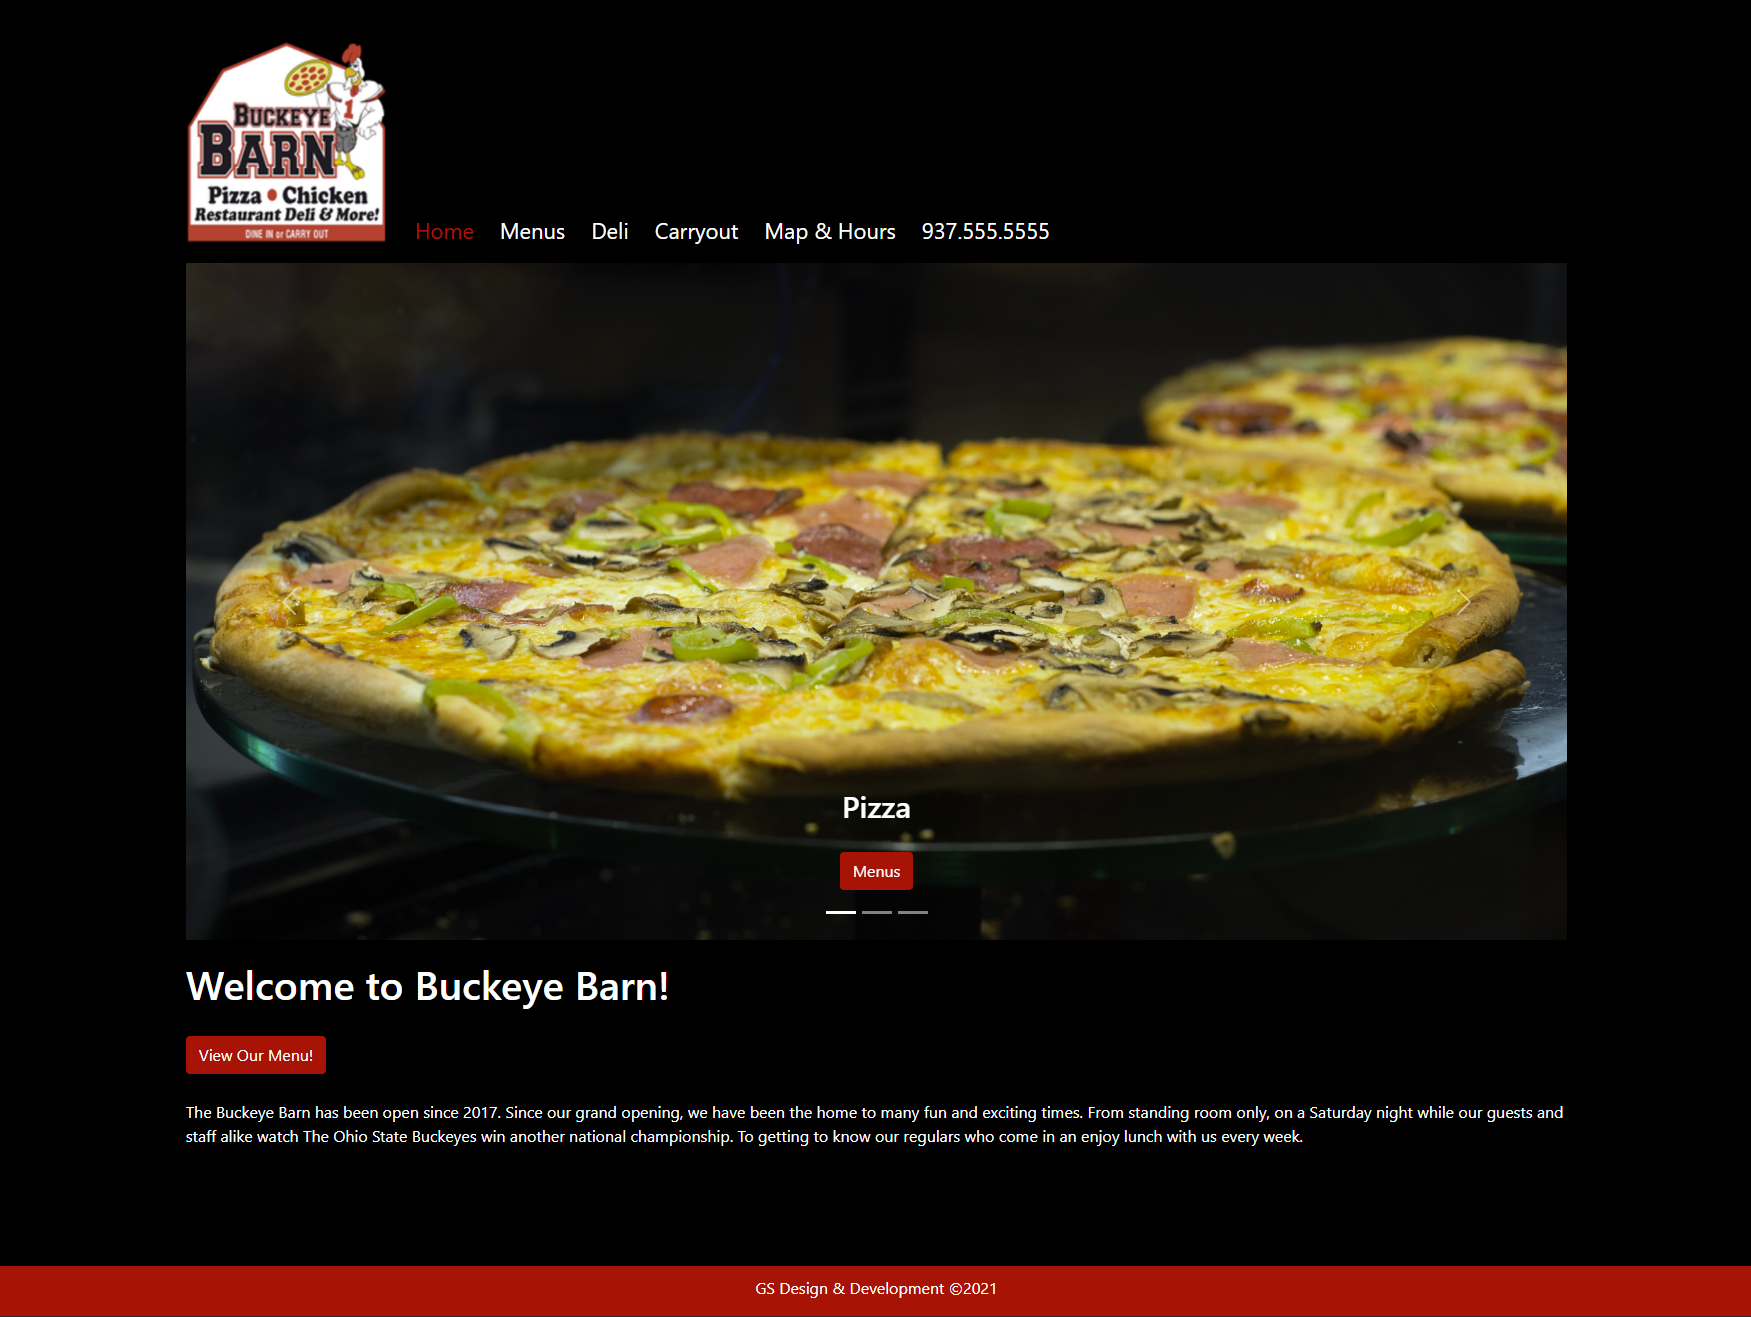 BUCKEYE
BARN
1
Pizza • Chicken
Restaurant Deli & More!
DINE IN or CARRY OUT
Home Menus Deli Carryout Map & Hours 937.555.5555
Pizza
Menus
Welcome to Buckeye Barn!
View Our Menu!
The Buckeye Barn has been open since 2017. Since our grand opening, we have been the home to many fun and exciting times. From standing room only, on a Saturday night while our guests and
staff alike watch The Ohio State Buckeyes win another national championship. To getting to know our regulars who come in an enjoy lunch with us every week.
GS Design & Development ©2021